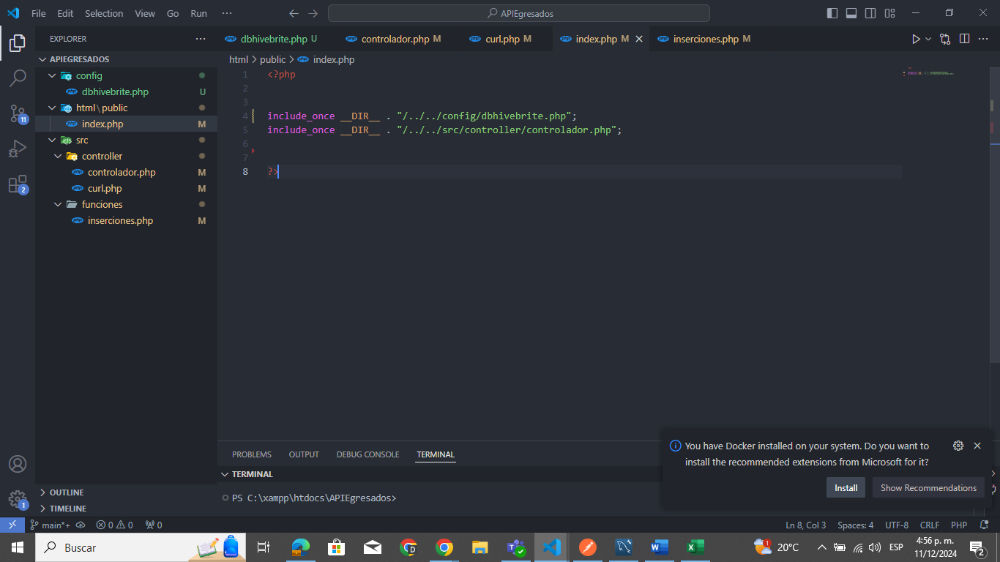 File Edit Selection View Go Run ···
APIEgresados
EXPLORER ···
APIEGRESADOS
config
dbhivebrite.php U
html\public
index.php M
src
controller
controlador.php M
curl.php M
funciones
inserciones.php M
OUTLINE
TIMELINE
dbhivebrite.php U controlador.php M curl.php M index.php M inserciones.php M
html > public > index.php
1 <?php
2
3
4 include_once __DIR__ . "/../../config/dbhivebrite.php";
5 include_once __DIR__ . "/../../src/controller/controlador.php";
6
7
8 ?>
PROBLEMS OUTPUT DEBUG CONSOLE TERMINAL
TERMINAL
PS C:\xampp\htdocs\APIEgresados>
You have Docker installed on your system. Do you want to
install the recommended extensions from Microsoft for it?
Install Show Recommendations
11
2
1
main*+ 0 0 0 Ln 8, Col 3 Spaces: 4 UTF-8 CRLF PHP
Buscar
1 20°C ESP
4:56 p. m.
11/12/2024
2